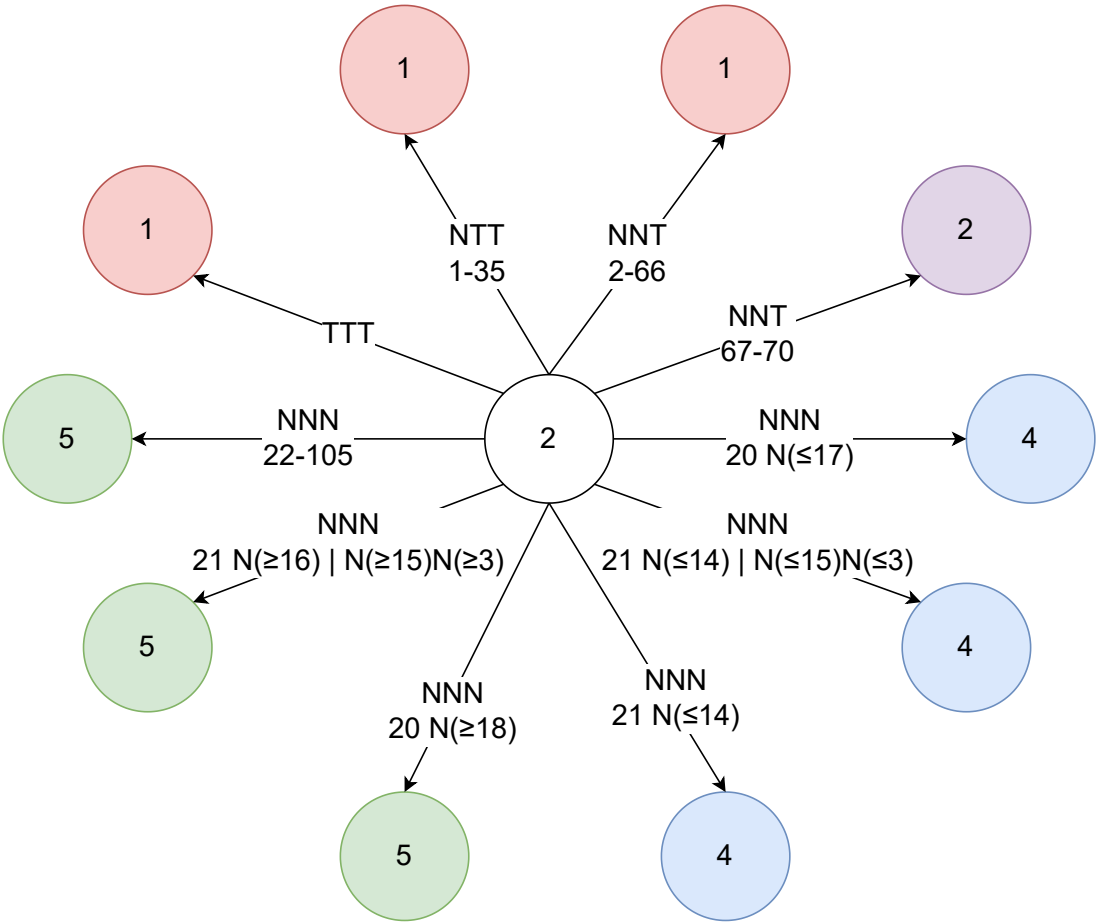 1
1
1
2
NTT
1-35
NNT
2-66
NNT
67-70
TTT
5
NNN
22-105
2
NNN
20 N(≤17)
4
NNN
21 N(≥16) | N(≥15)N(≥3)
NNN
21 N(≤14) | N(≤15)N(≤3)
5
4
NNN
20 N(≥18)
NNN
21 N(≤14)
5
4